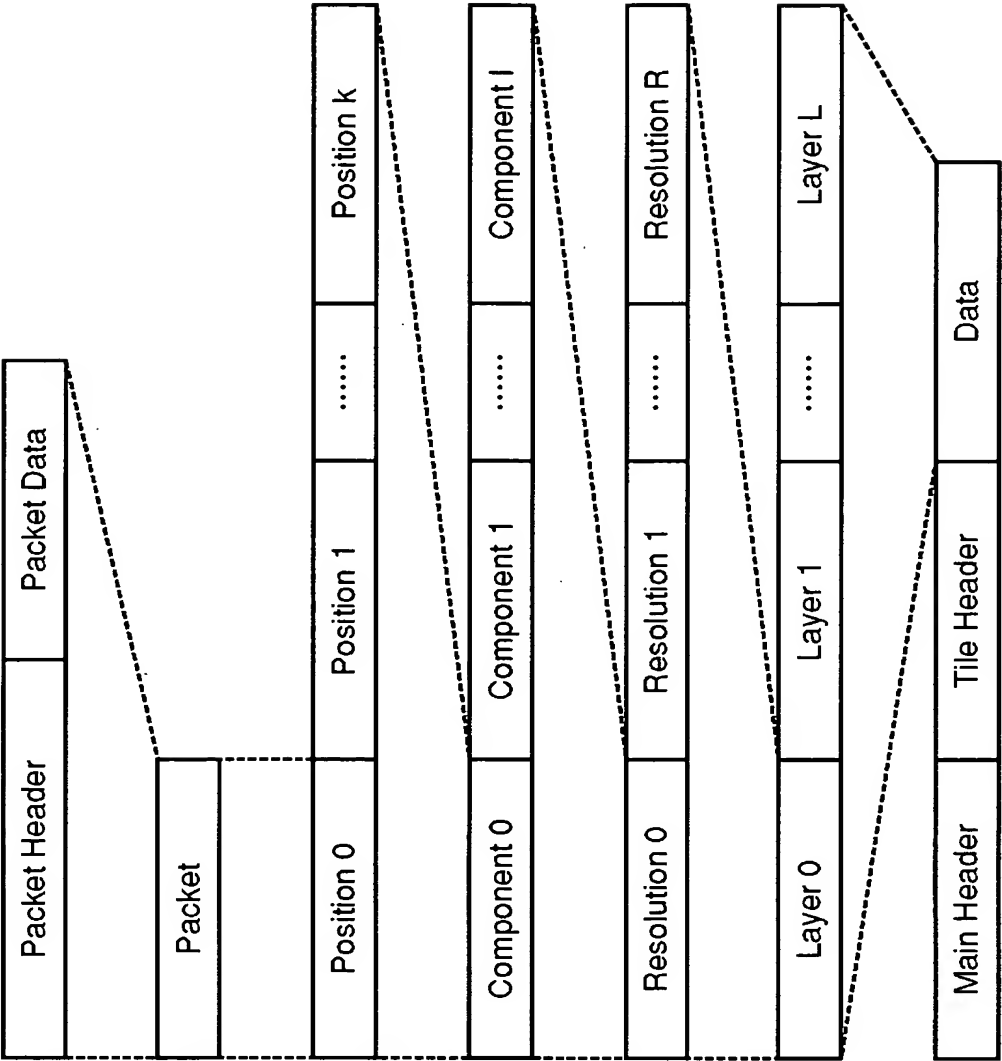 Packet Header Packet Data
Packet
Position 0 Position 1 ...... Position k
Component 0 Component 1 ...... Component I
Resolution 0 Resolution 1 ...... Resolution R
Layer 0 Layer 1 ...... Layer L
Main Header Tile Header Data